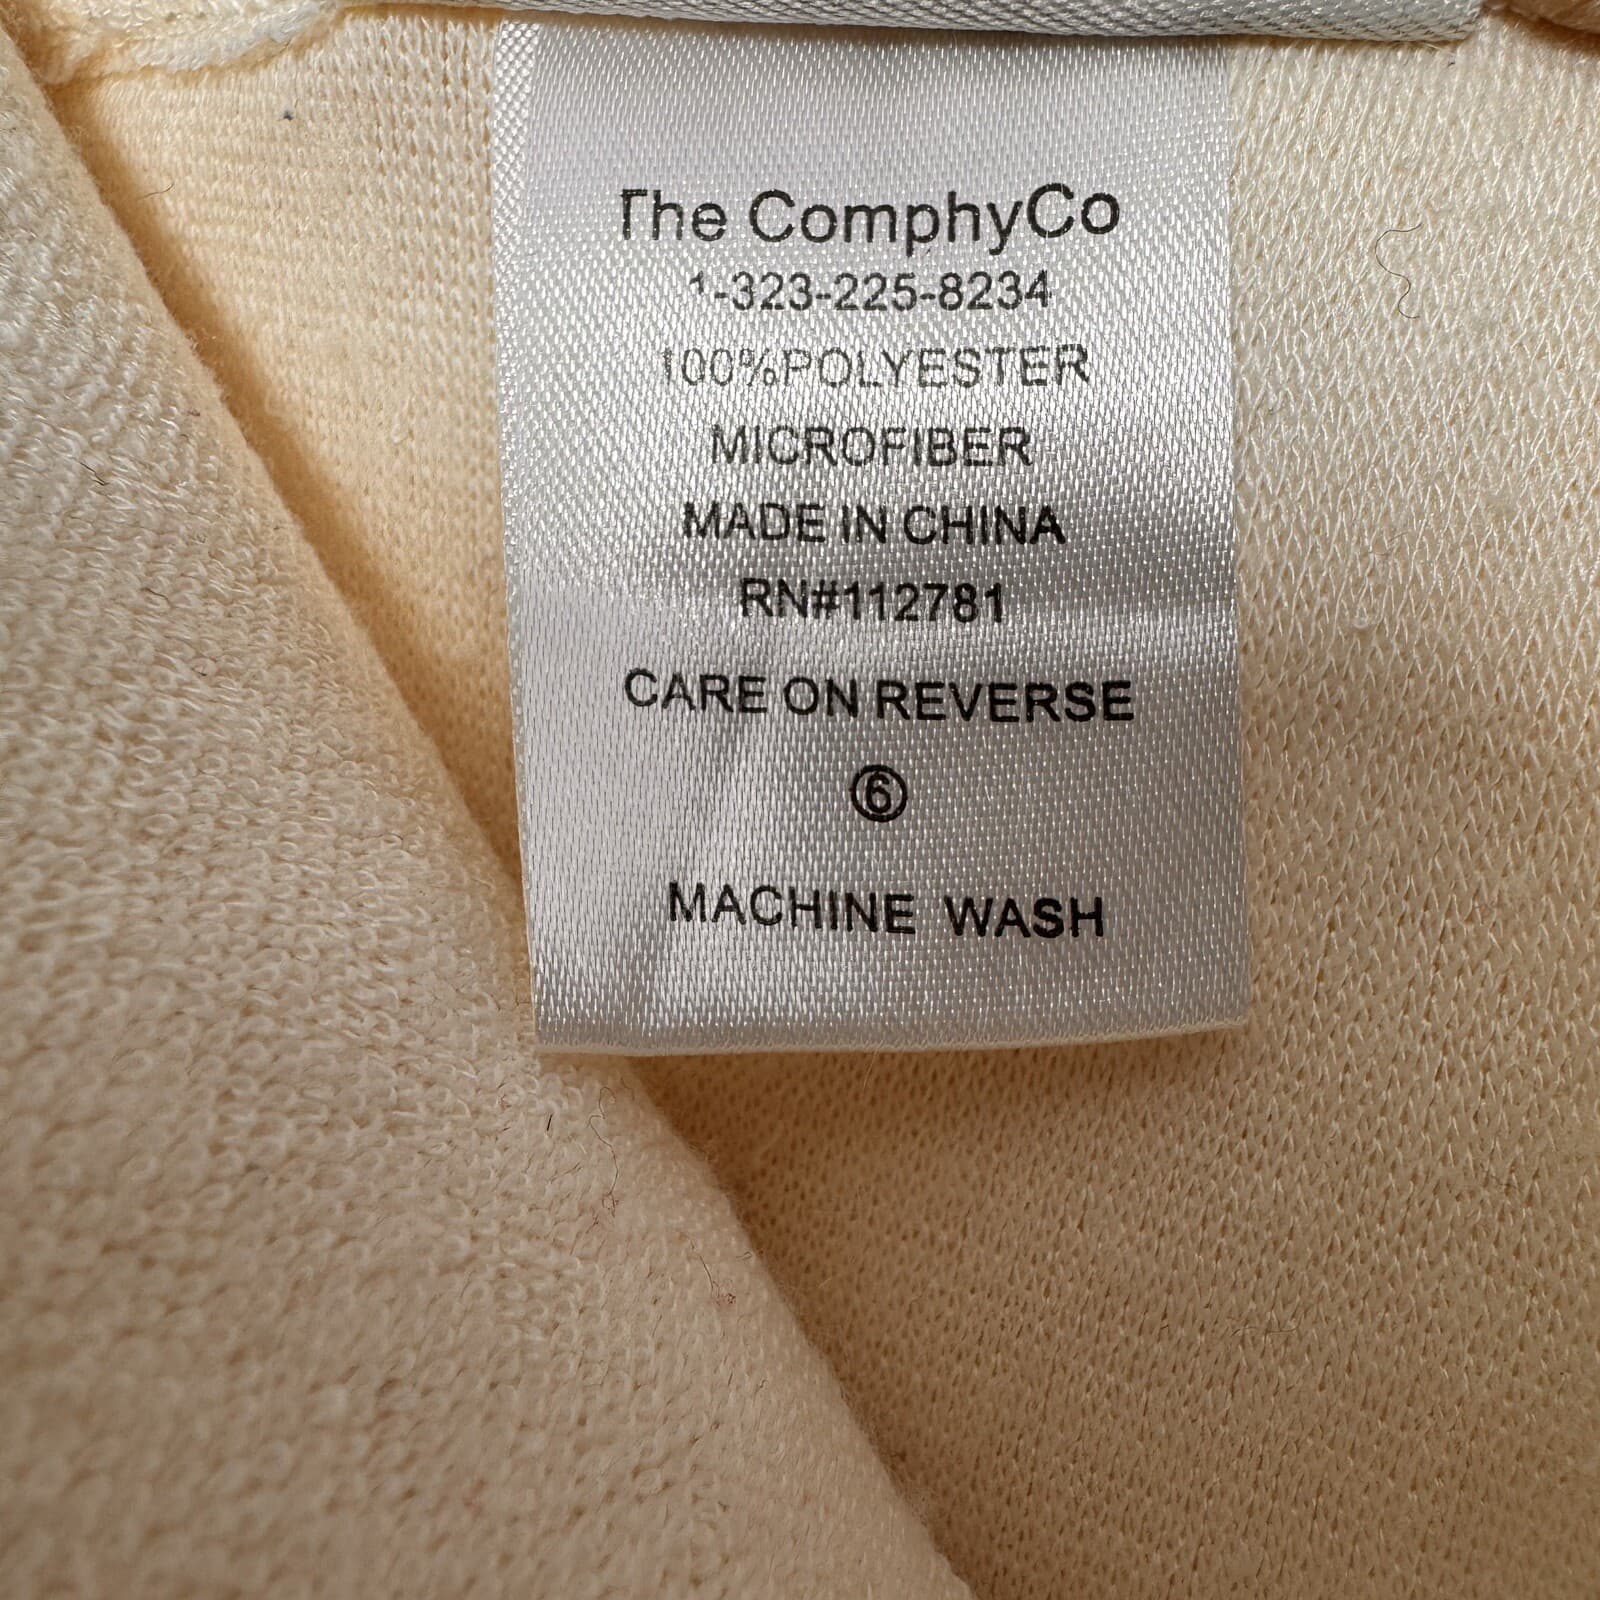 The ComphyCo
1-323-225-8234
100%POLYESTER
MICROFIBER
MADE IN CHINA
RN#112781
CARE ON REVERSE
⑥
MACHINE WASH